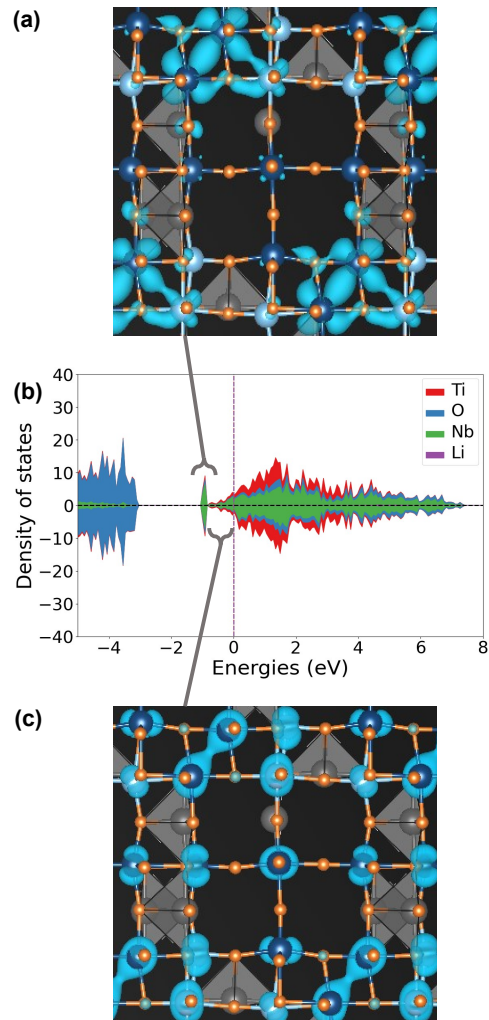 (a)
(b)
40
30
20
10
0
−10
−20
−30
−40
Density of states
Ti
O
Nb
Li
−4 −2 0 2 4 6 8
Energies (eV)
(c)